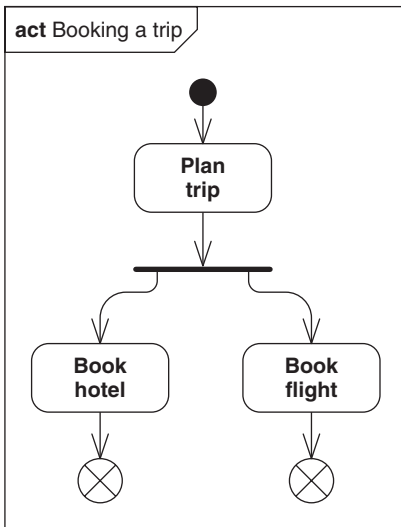 act Booking a trip
Plan
trip
Book
hotel
Book
flight